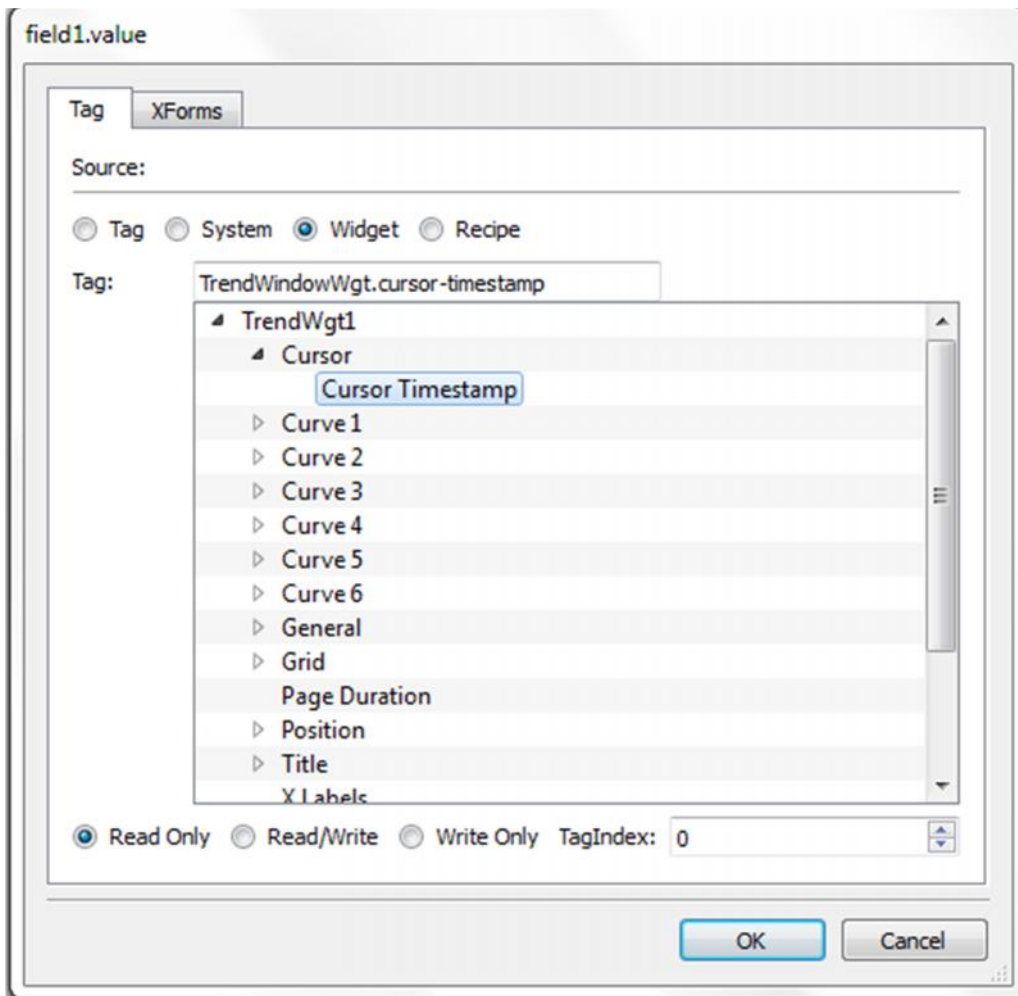 field1.value
Tag XForms
Source:
Tag System Widget Recipe
Tag: TrendWindowWgt.cursor-timestamp
TrendWgt1
Cursor
Cursor Timestamp
Curve 1
Curve 2
Curve 3
Curve 4
Curve 5
Curve 6
General
Grid
Page Duration
Position
Title
X Labels
Read Only Read/Write Write Only TagIndex: 0
OK Cancel